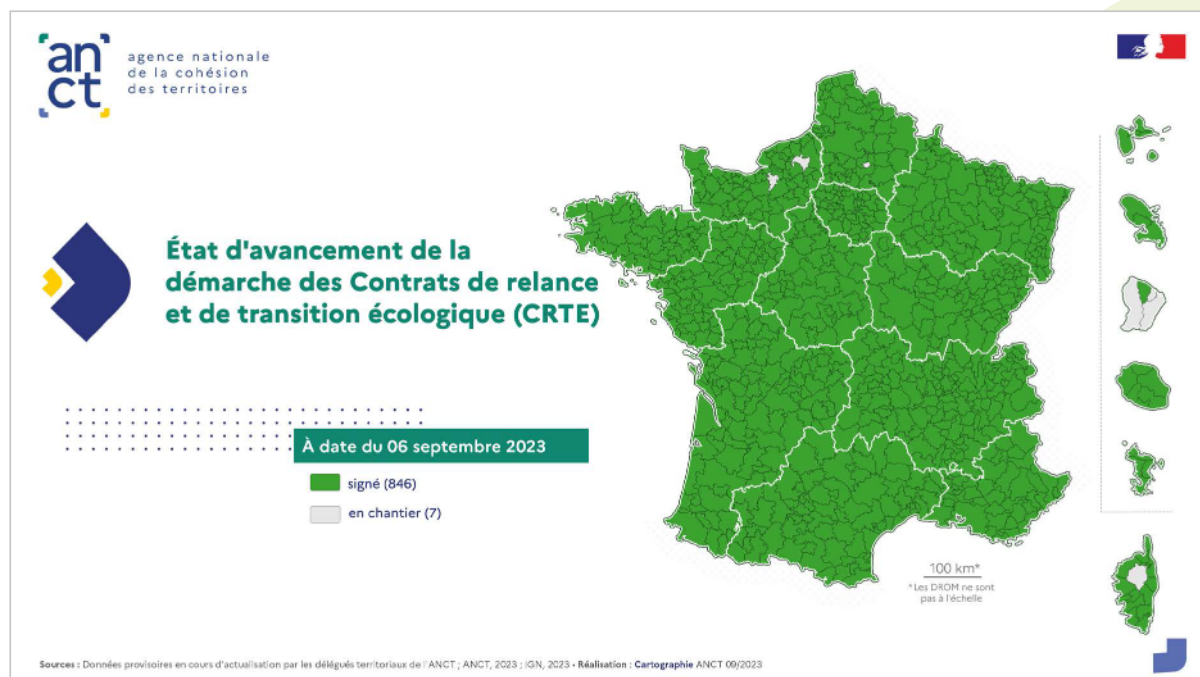 an
ct
agence nationale
de la cohésion
des territoires
État d'avancement de la
démarche des Contrats de relance
et de transition écologique (CRTE)
À date du 06 septembre 2023
signé (846)
en chantier (7)
100 km*
*Les DROM ne sont
pas à l'échelle
Sources : Données provisoires en cours d'actualisation par les délégués territoriaux de l'ANCT ; ANCT, 2023 ; IGN, 2023 - Réalisation : Cartographie ANCT 09/2023